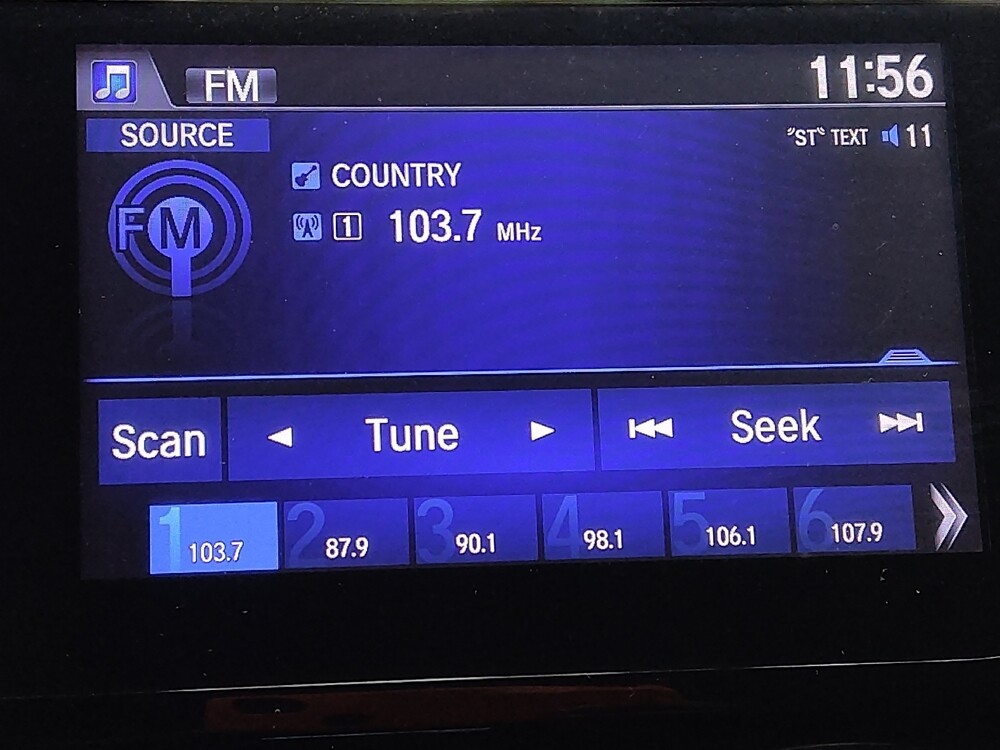 FM 11:56
SOURCE "ST" TEXT 11
FM
COUNTRY
1 103.7 MHz
Scan Tune Seek
1 103.7 2 87.9 3 90.1 4 98.1 5 106.1 6 107.9